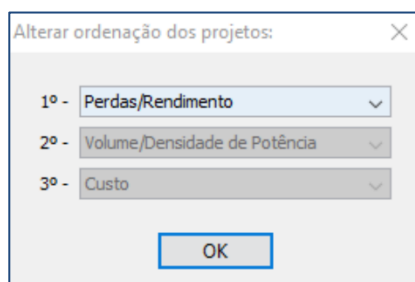 Alterar ordenação dos projetos:
1º - Perdas/Rendimento
2º - Volume/Densidade de Potência
3º - Custo
OK